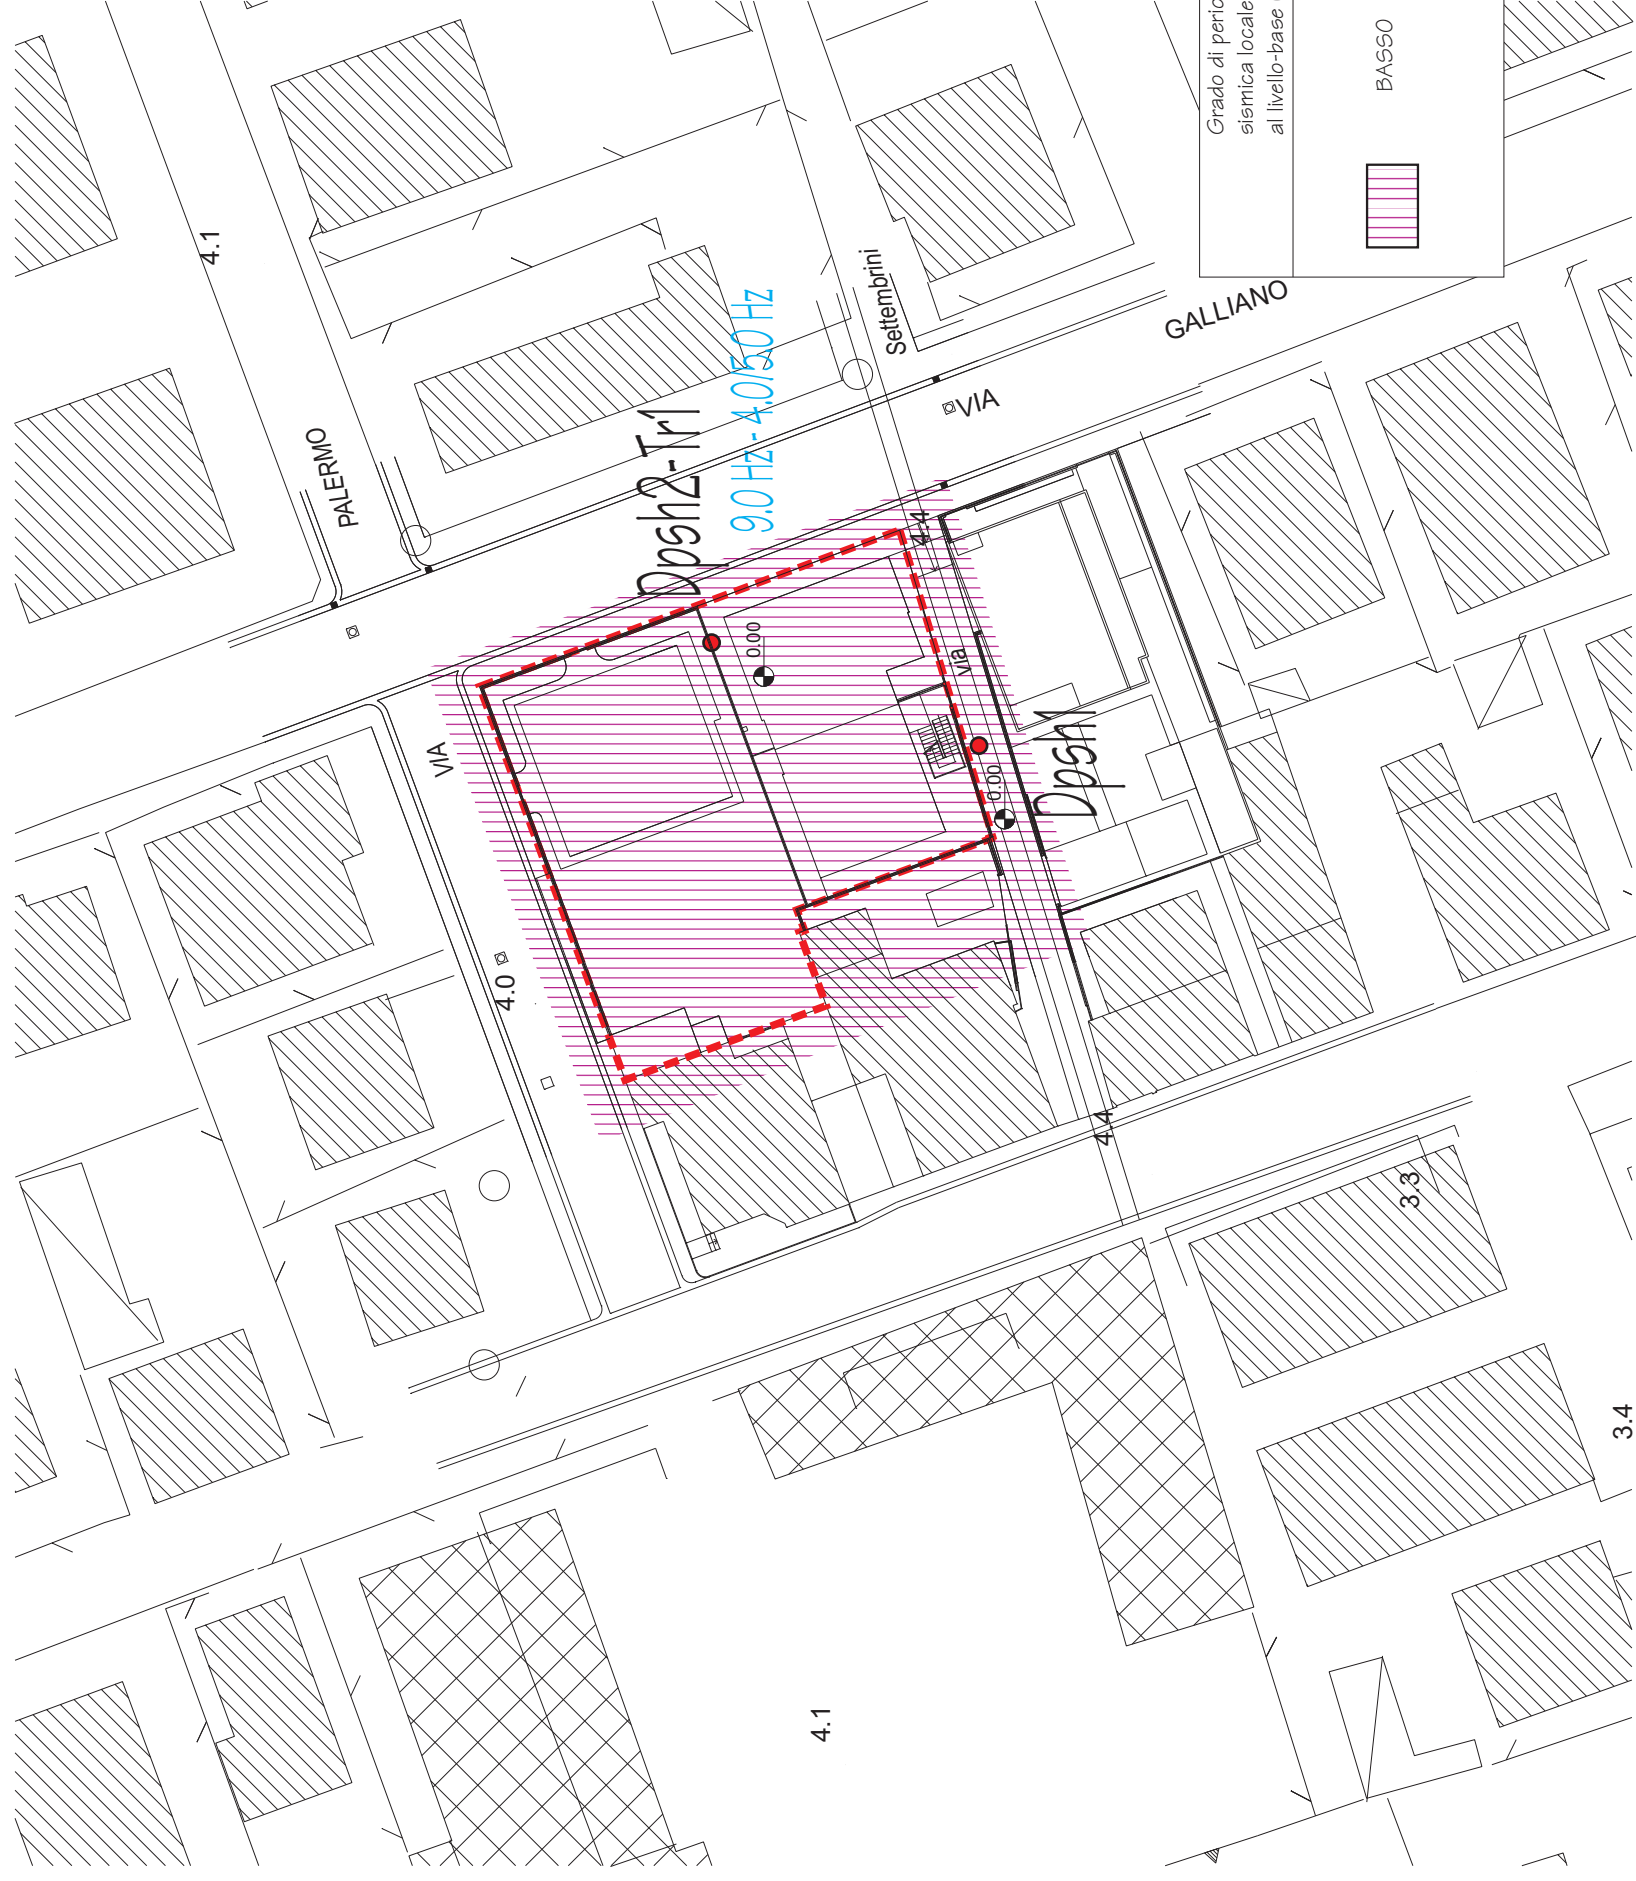 4.1
PALERMO
Settembrini
GALLIANO
VIA
Dpsh2-Tr1
9.0 Hz- 4.0/5.0 Hz
4.4
0.00
via
VIA
0.00
Dpsh1
4.0
4.4
3.3
3.4
4.1
Grado di peric
sismica locale
al livello-base
BASSO